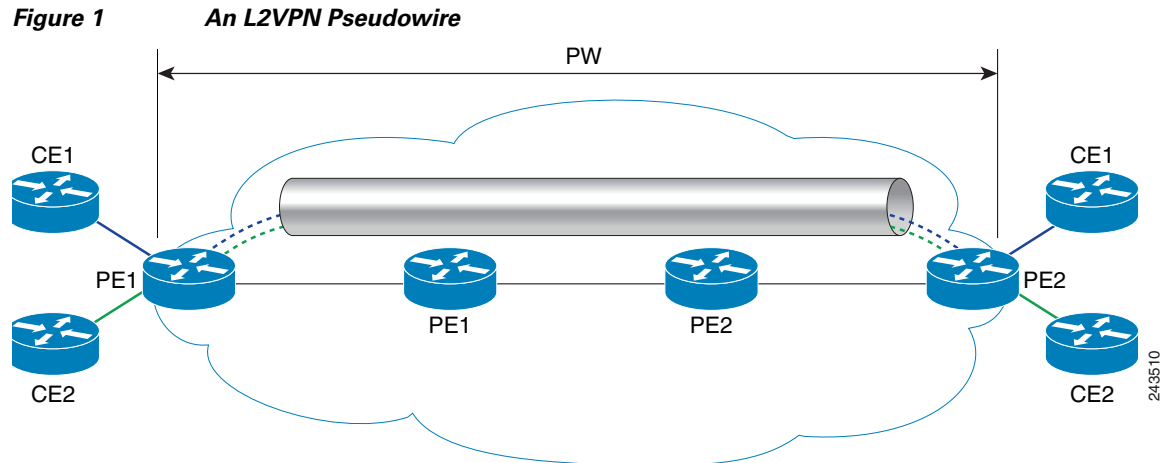 Figure 1 An L2VPN Pseudowire
PW
CE1
CE1
PE1
PE2
PE1
PE2
CE2
CE2
243510